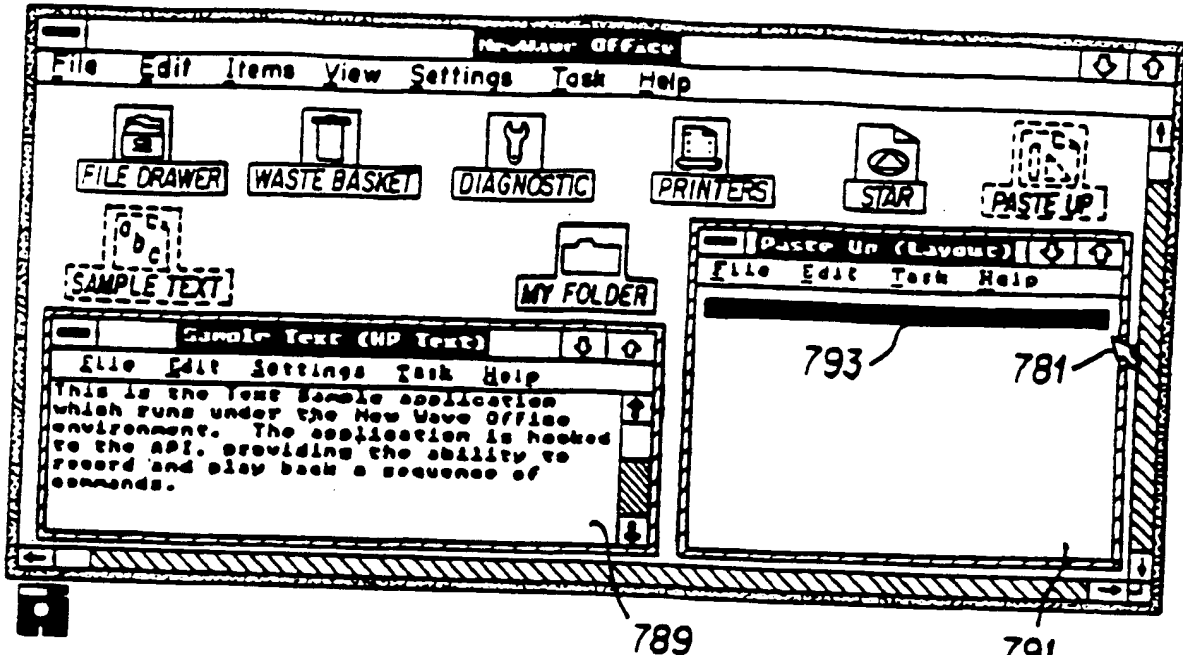 NewWave Office
File Edit Items View Settings Task Help
FILE DRAWER WASTE BASKET DIAGNOSTIC PRINTERS STAR PASTE UP
SAMPLE TEXT MY FOLDER
Paste Up (Layout)
File Edit Task Help
793 781
Sample Text (HP Text)
File Edit Settings Task Help
This is the Text Sample application
which runs under the New Wave Office
environment. The application is hooked
to the API, providing the ability to
record and play back a sequence of
commands.
789 791